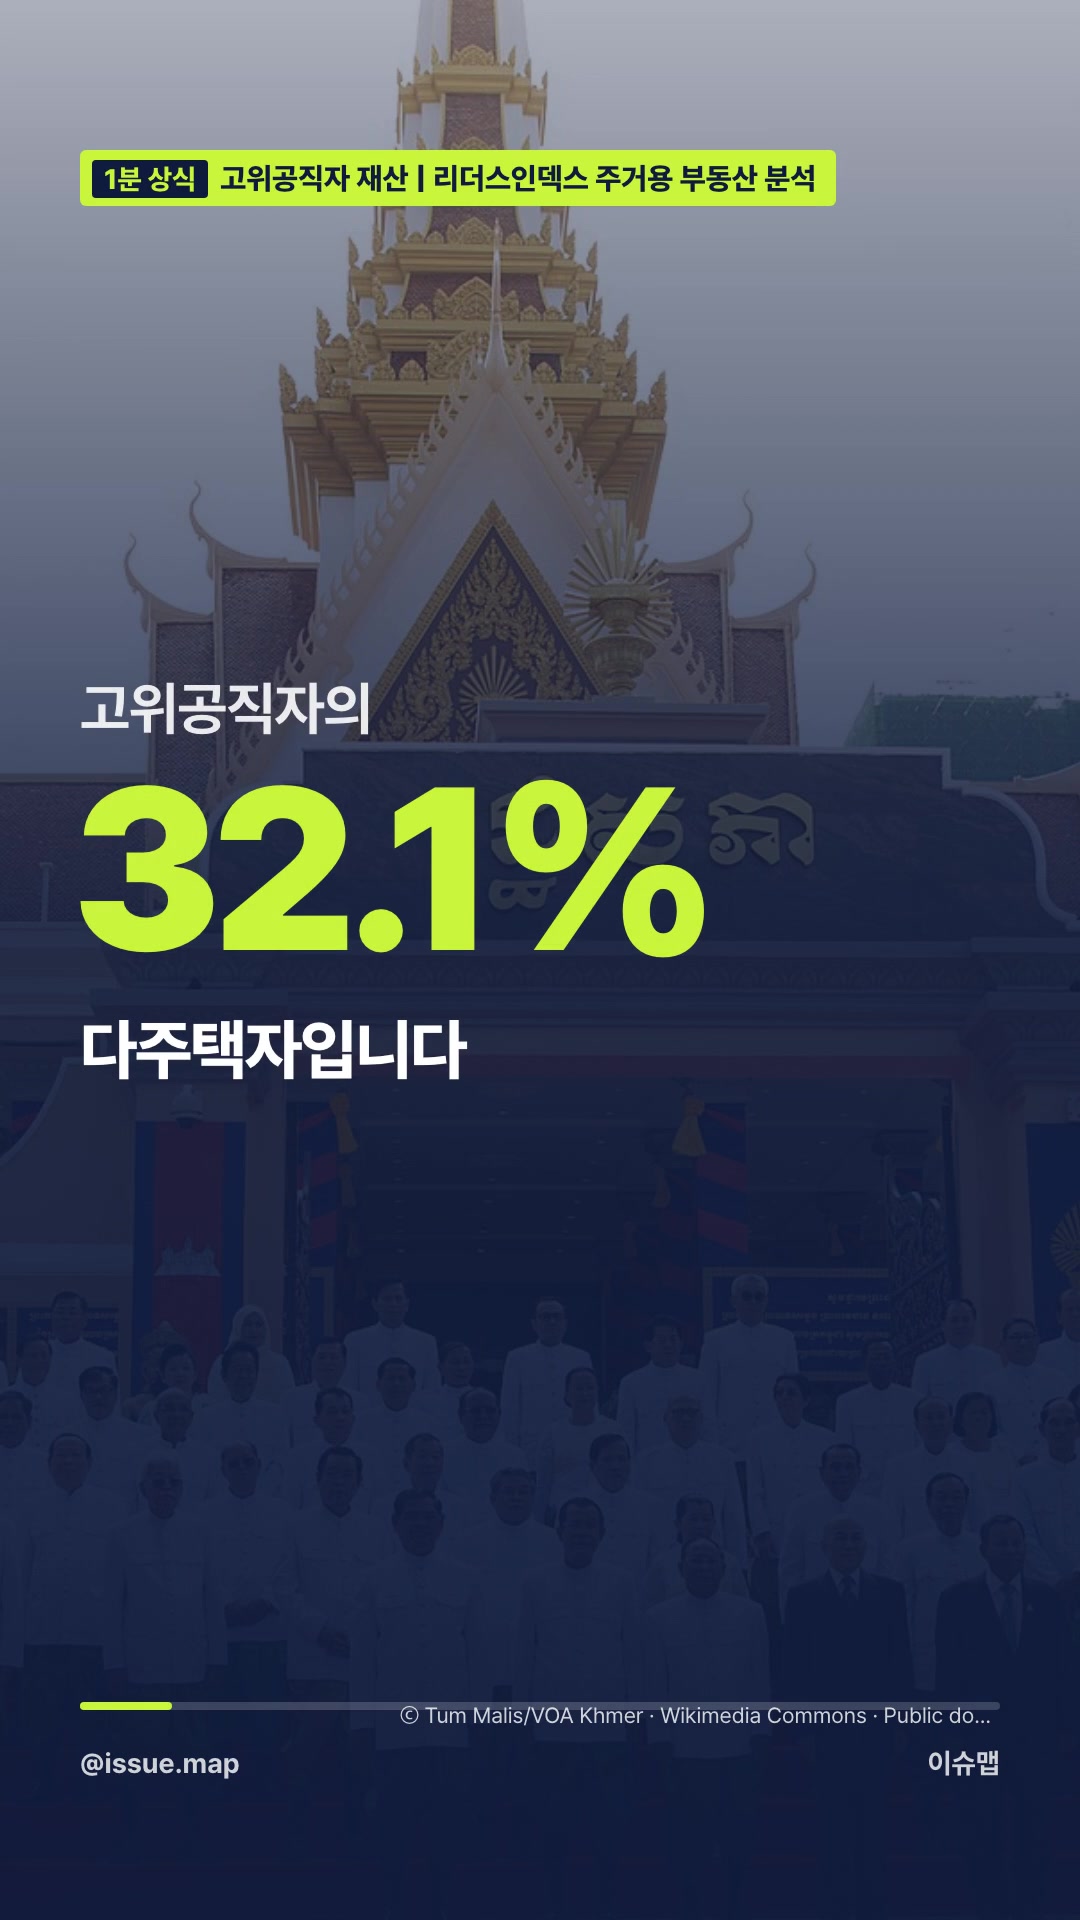 1분 상식 고위공직자 재산 | 리더스인덱스 주거용 부동산 분석
고위공직자의
32.1%
다주택자입니다
© Tum Malis/VOA Khmer · Wikimedia Commons · Public do...
@issue.map
이슈맵